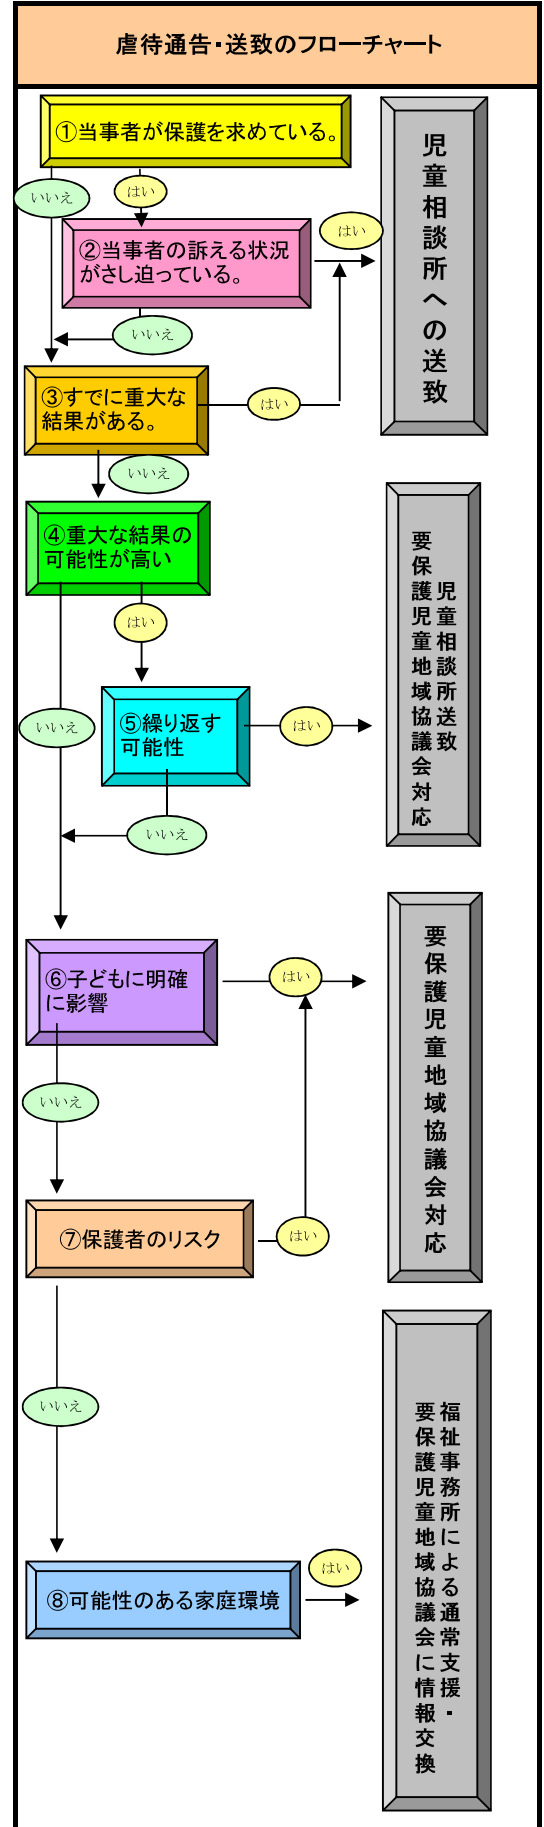 虐待通告・送致のフローチャート
①当事者が保護を求めている。
いいえ
はい
②当事者の訴える状況
がさし迫っている。
はい
いいえ
児童相談所への送致
③すでに重大な
結果がある。
はい
いいえ
④重大な結果の
可能性が高い
はい
いいえ
⑤繰り返す
可能性
はい
いいえ
児童相談所送致
要保護児童地域協議会対応
⑥子どもに明確
に影響
はい
いいえ
要保護児童地域協議会対応
⑦保護者のリスク
はい
いいえ
⑧可能性のある家庭環境
はい
福祉事務所による通常支援・
要保護児童地域協議会に情報交換